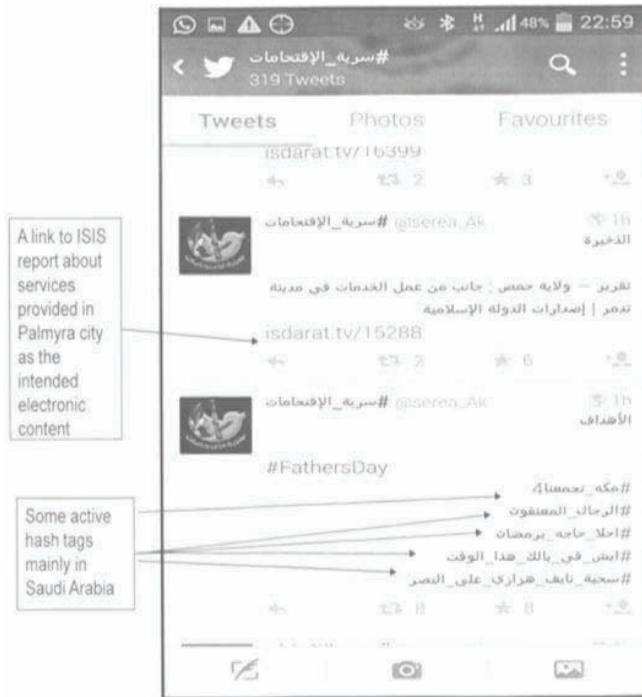 H 48% 22:59
#سرية_الإقتحامات
319 Tweets
Tweets Photos Favourites
isdarat.tv/16399
2 3
#سرية_الإقتحامات @iserea_Ak 1h
الذخيرة
تقرير – ولاية حمص : جانب من عمل الخدمات في مدينة
تدمر | إصدارات الدولة الإسلامية
isdarat.tv/15288
2 6
#سرية_الإقتحامات @iserea_Ak 1h
الأهداف
#FathersDay
#مكه_تجمعنا4
#الرجال_المعنفون
#احلا_حاجه_برمضان
#ايش_في_بالك_هذا_الوقت
#سحبة_نايف_هزازي_على_النصر
8 8
A link to ISIS
report about
services
provided in
Palmyra city
as the
intended
electronic
content
Some active
hash tags
mainly in
Saudi Arabia